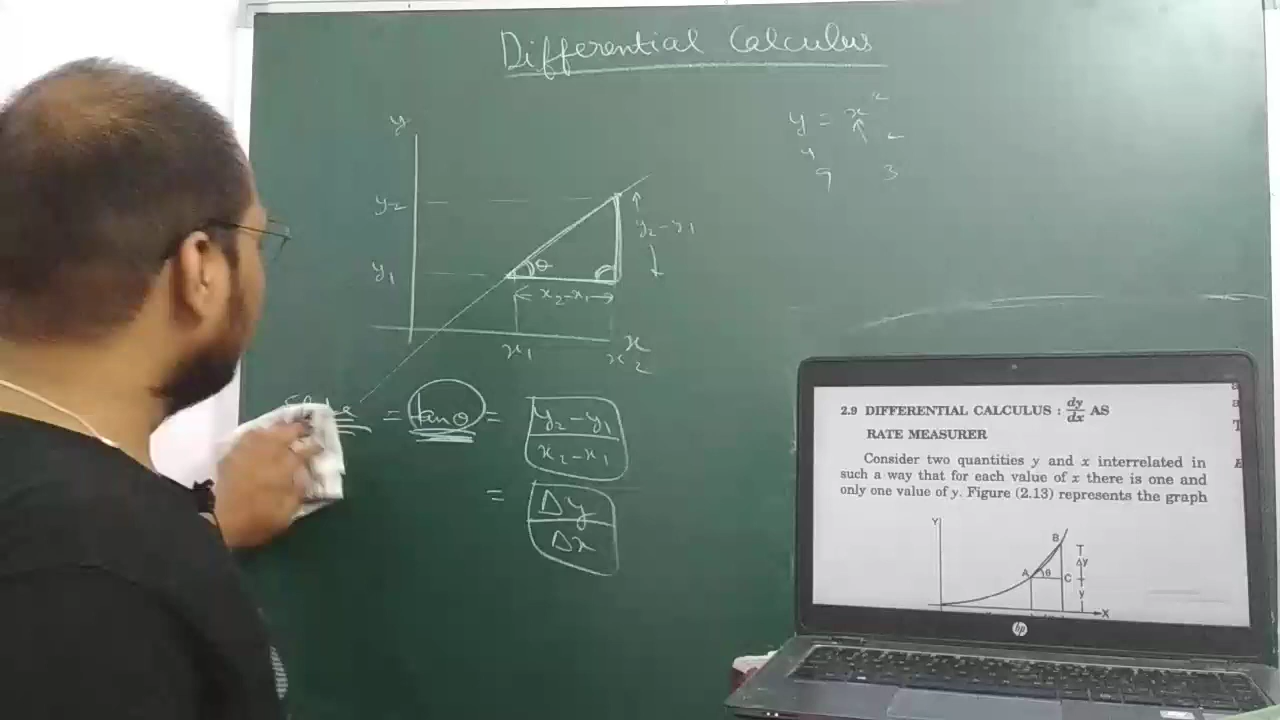 Differential Calculus
y = x²
4 2
9 3
y
y₂
y₁
θ
y₂-y₁
x₂-x₁
x₁
x₂
x
= tanθ = y₂-y₁
x₂-x₁
= Δy
Δx
2.9 DIFFERENTIAL CALCULUS : dy/dx AS
RATE MEASURER
Consider two quantities y and x interrelated in
such a way that for each value of x there is one and
only one value of y. Figure (2.13) represents the graph
Y
B
A
θ
C
Δy
y
X
hp